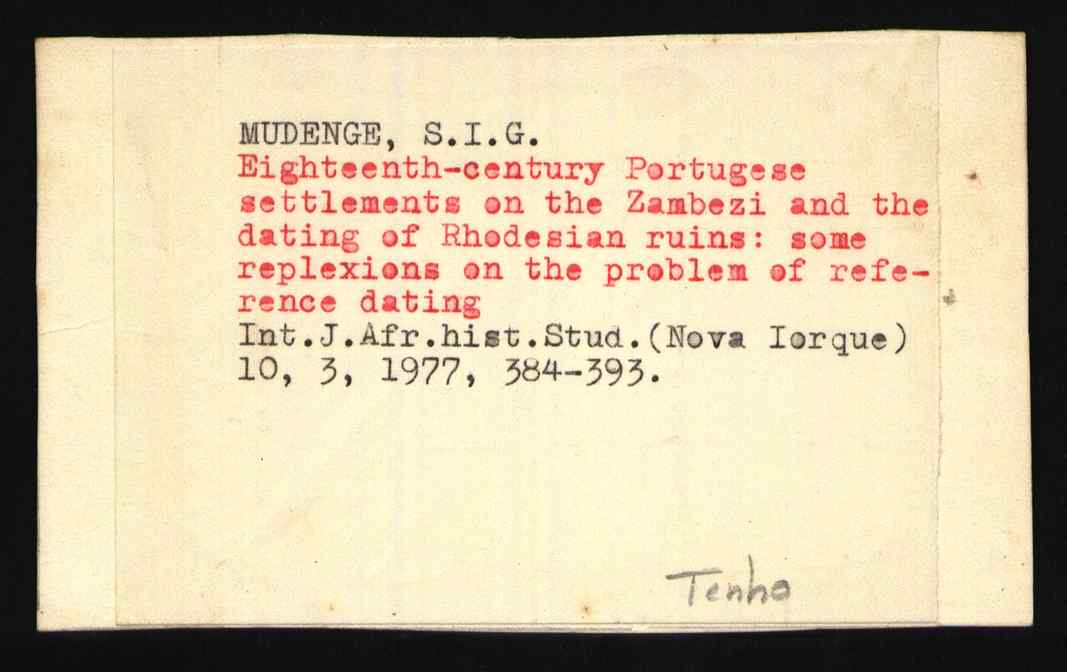 MUDENGE, S.I.G.
Eighteenth-century Portugese
settlements on the Zambezi and the
dating of Rhodesian ruins: some
replexions on the problem of refe-
rence dating
Int.J.Afr.hist.Stud.(Nova Iorque)
10, 3, 1977, 384-393.
Tenho